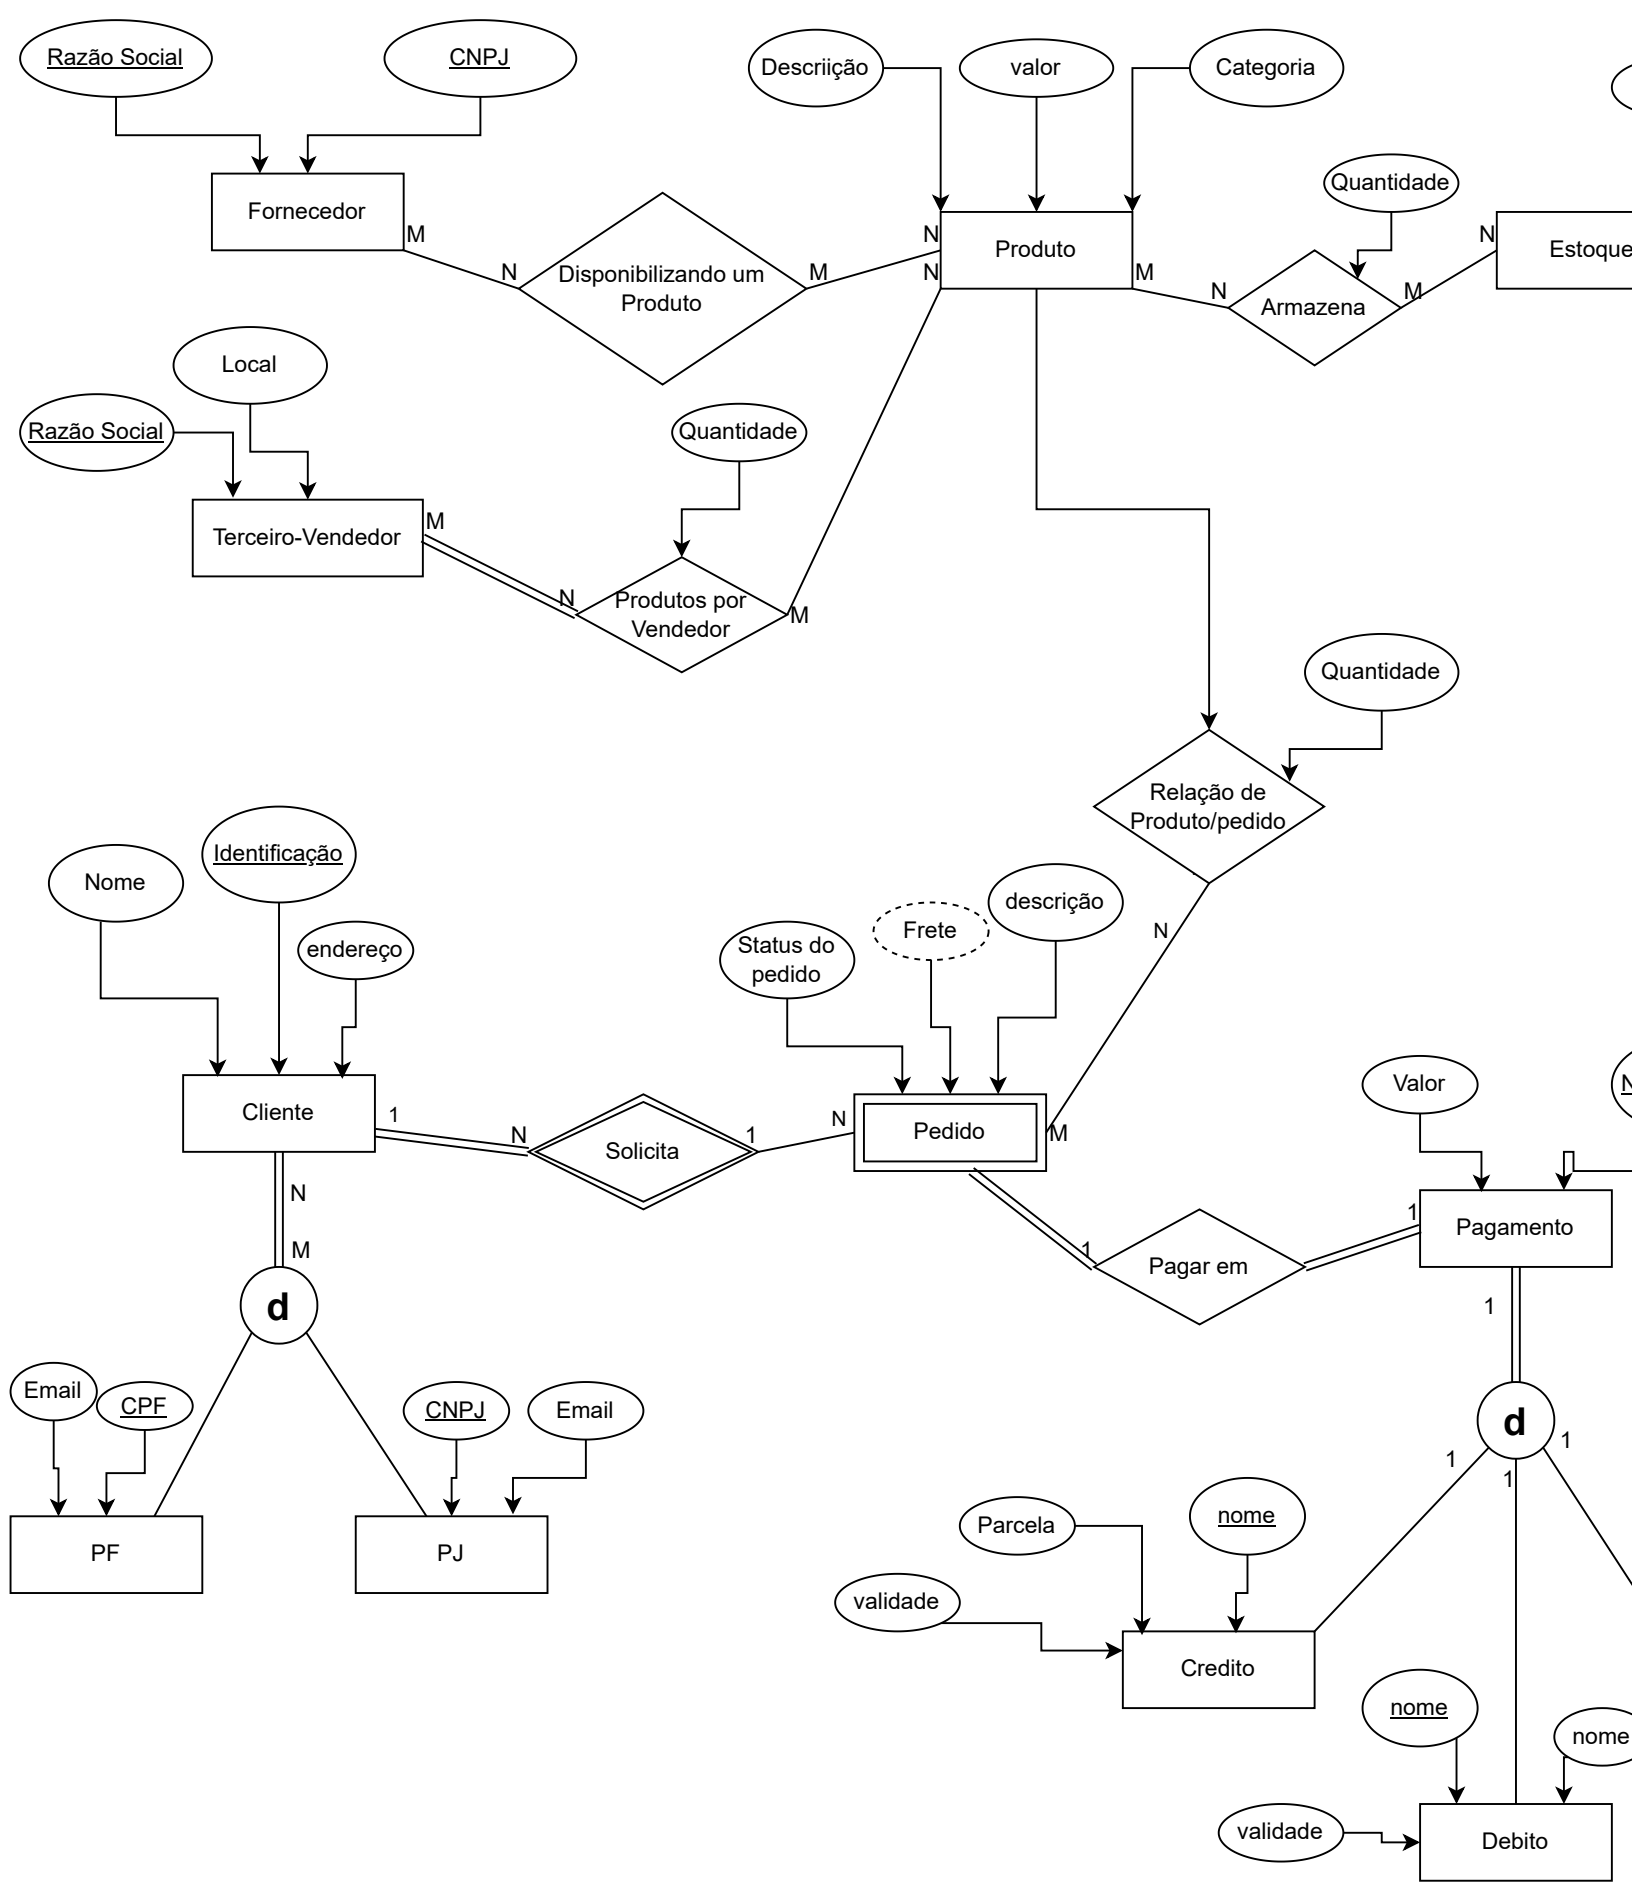 Razão Social
CNPJ
Descriição
valor
Categoria
Quantidade
Fornecedor
M
N
Disponibilizando um
Produto
M
N
N
Produto
M
N
Armazena
M
N
Estoque
Local
Razão Social
Quantidade
Terceiro-Vendedor
M
N
Produtos por
Vendedor
M
Quantidade
Relação de
Produto/pedido
N
Nome
Identificação
endereço
Status do
pedido
Frete
descrição
Cliente
1
N
Solicita
1
N
Pedido
M
Valor
N
M
1
Pagar em
1
Pagamento
1
d
d
1
1
1
Email
CPF
CNPJ
Email
PF
PJ
Parcela
nome
validade
Credito
nome
nome
validade
Debito